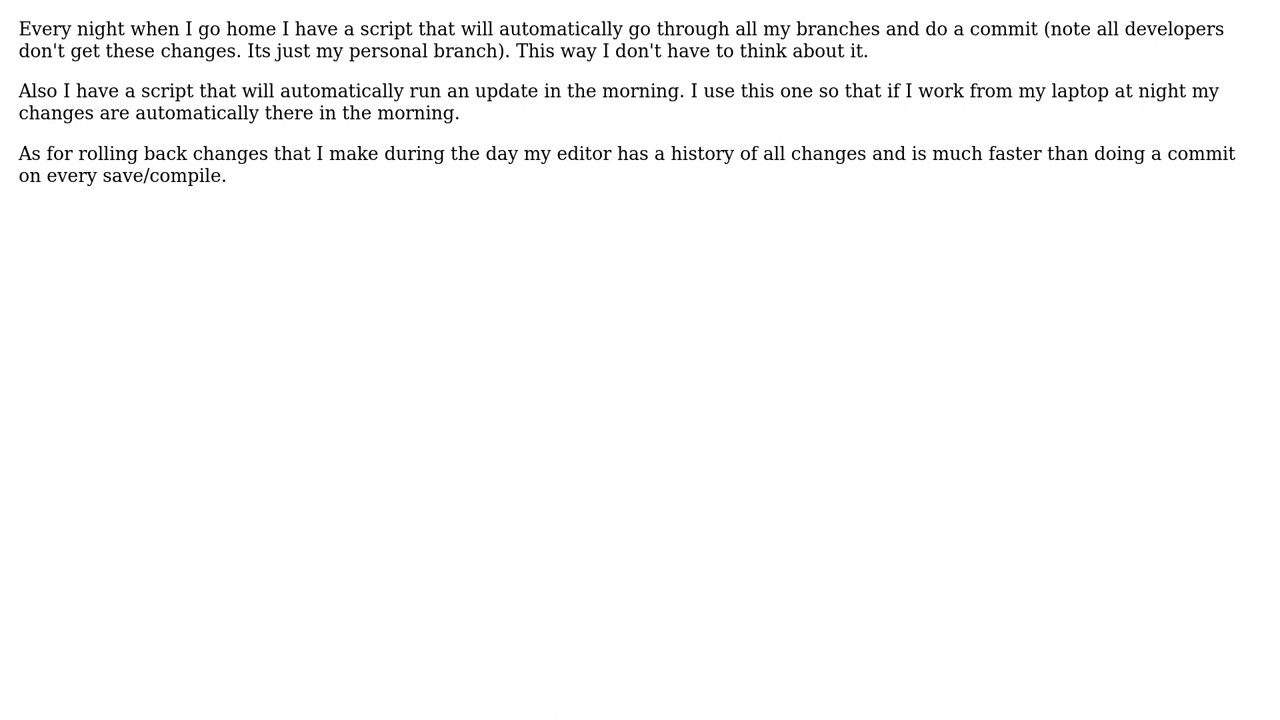 Every night when I go home I have a script that will automatically go through all my branches and do a commit (note all developers
don't get these changes. Its just my personal branch). This way I don't have to think about it.
Also I have a script that will automatically run an update in the morning. I use this one so that if I work from my laptop at night my
changes are automatically there in the morning.
As for rolling back changes that I make during the day my editor has a history of all changes and is much faster than doing a commit
on every save/compile.